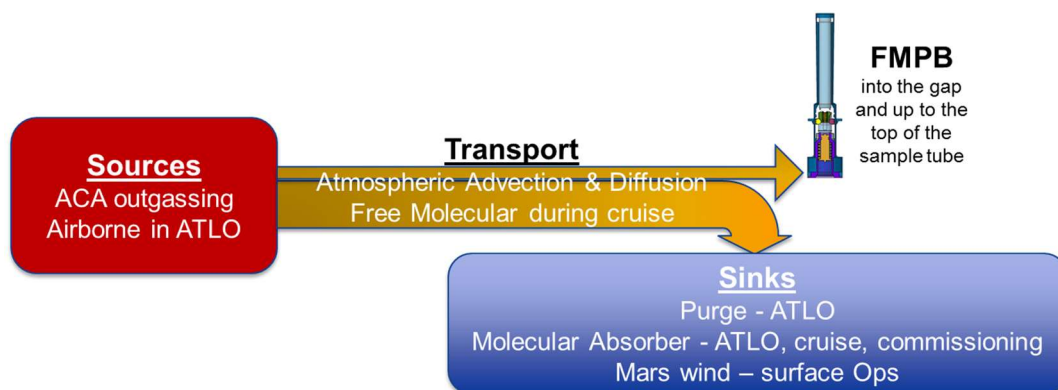 FMPB
into the gap
and up to the
top of the
sample tube
Sources
ACA outgassing
Airborne in ATLO
Transport
Atmospheric Advection & Diffusion
Free Molecular during cruise
Sinks
Purge - ATLO
Molecular Absorber - ATLO, cruise, commissioning
Mars wind – surface Ops